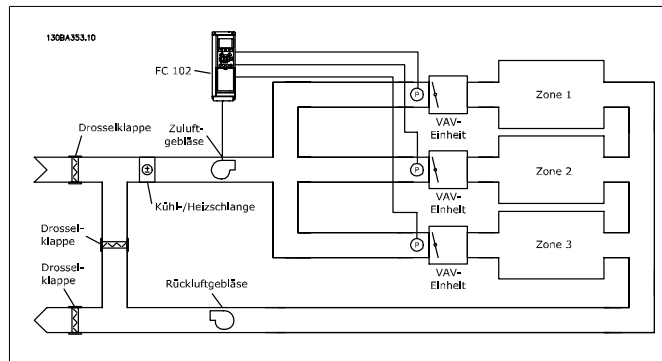 130BA353.10
FC 102
Drosselklappe
Zuluft-
gebläse
P
VAV-
Einheit
Zone 1
P
VAV-
Einheit
Zone 2
Kühl-/Heizschlange
Drossel-
klappe
P
VAV-
Einheit
Zone 3
Drossel-
klappe
Rückluftgebläse